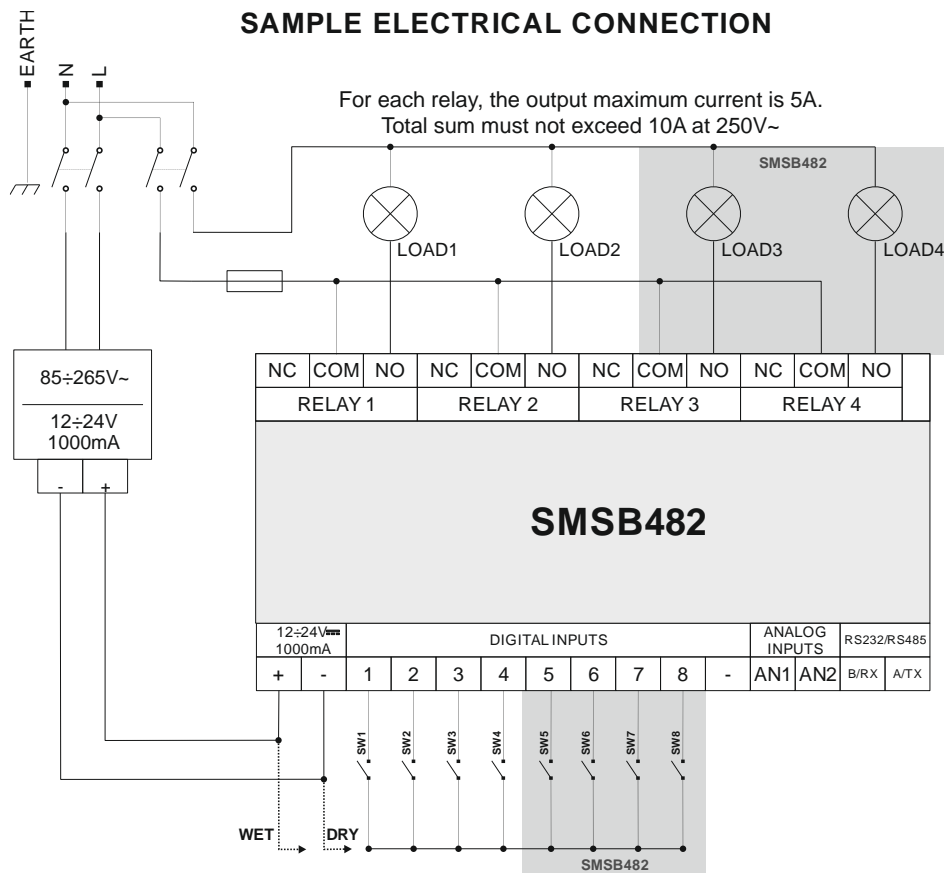 SAMPLE ELECTRICAL CONNECTION
EARTH
N
L
For each relay, the output maximum current is 5A.
Total sum must not exceed 10A at 250V~
SMSB482
LOAD1
LOAD2
LOAD3
LOAD4
85÷265V~
12÷24V
1000mA
- +
NC COM NO NC COM NO NC COM NO NC COM NO
RELAY 1 RELAY 2 RELAY 3 RELAY 4
SMSB482
12÷24V
1000mA
DIGITAL INPUTS
ANALOG
INPUTS
RS232/RS485
+ - 1 2 3 4 5 6 7 8 - AN1 AN2 B/RX A/TX
SW1
SW2
SW3
SW4
SW5
SW6
SW7
SW8
WET
DRY
SMSB482